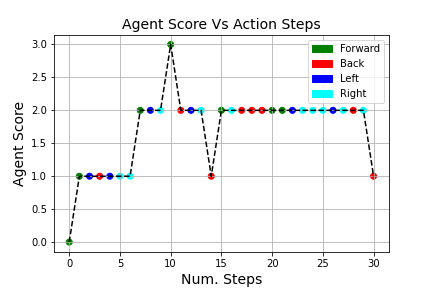 Agent Score Vs Action Steps
3.0
2.5
2.0
1.5
1.0
0.5
0.0
Agent Score
Forward
Back
Left
Right
0 5 10 15 20 25 30
Num. Steps